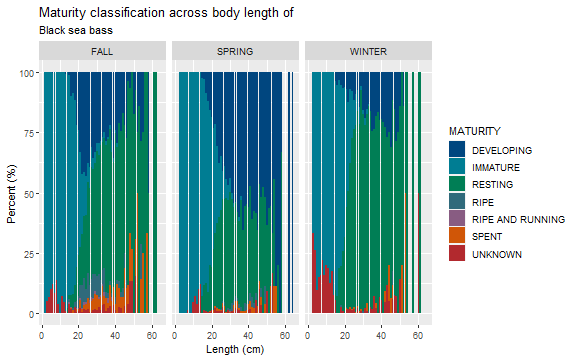 Maturity classification across body length of
Black sea bass
FALL
SPRING
WINTER
100
75
50
25
0
Percent (%)
0 20 40 60
0 20 40 60
0 20 40 60
Length (cm)
MATURITY
DEVELOPING
IMMATURE
RESTING
RIPE
RIPE AND RUNNING
SPENT
UNKNOWN